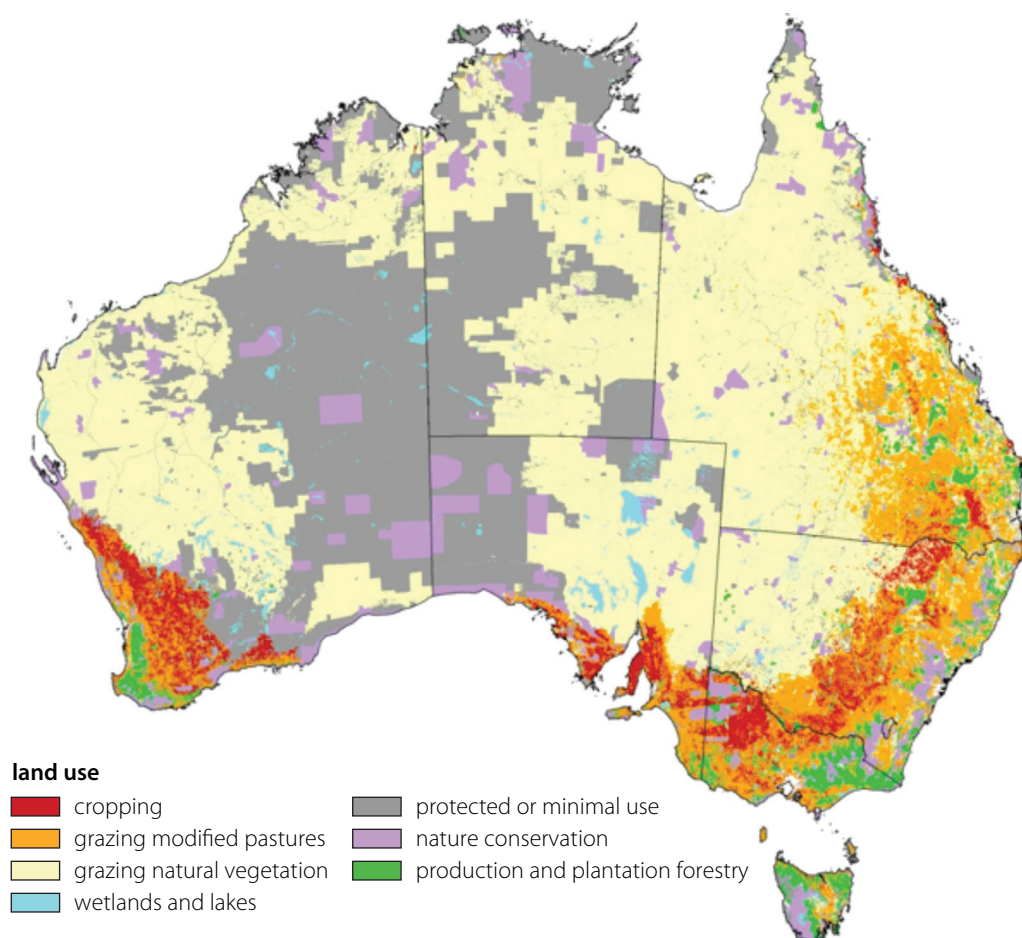 land use
cropping
grazing modified pastures
grazing natural vegetation
wetlands and lakes
protected or minimal use
nature conservation
production and plantation forestry